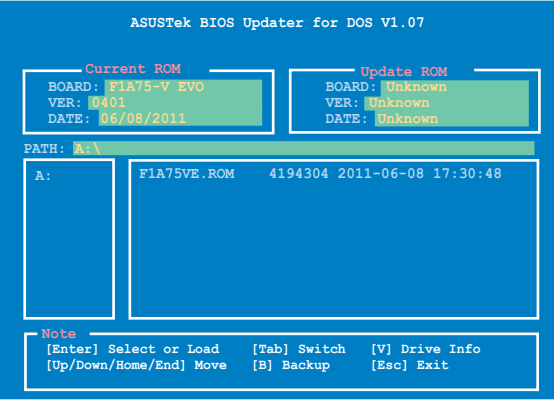 ASUSTek BIOS Updater for DOS V1.07
Current ROM
BOARD: F1A75-V EVO
VER: 0401
DATE: 06/08/2011
Update ROM
BOARD: Unknown
VER: Unknown
DATE: Unknown
PATH: A:\
A:
F1A75VE.ROM 4194304 2011-06-08 17:30:48
Note
[Enter] Select or Load [Tab] Switch [V] Drive Info
[Up/Down/Home/End] Move [B] Backup [Esc] Exit